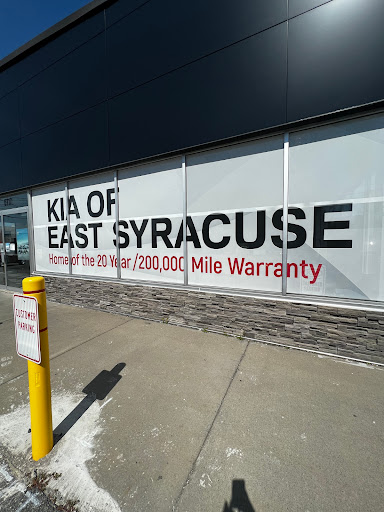 KIA OF
EAST SYRACUSE
Home of the 20 Year/200,000 Mile Warranty
CUSTOMER
PARKING